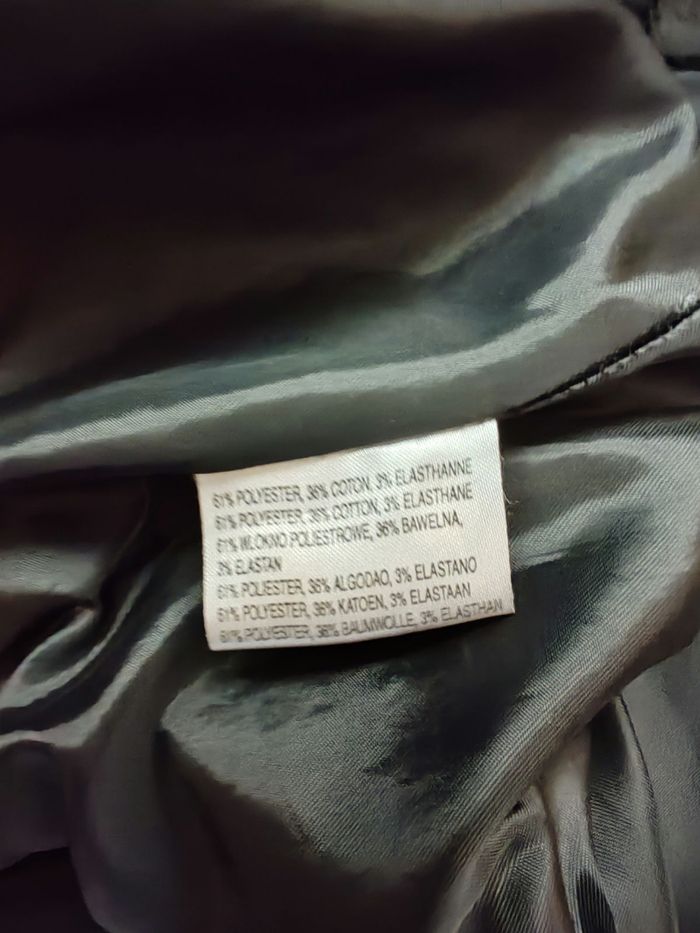 61% POLYESTER, 36% COTON, 3% ELASTHANNE
61% POLYESTER, 36% COTTON, 3% ELASTHANE
61% WLOKNO POLIESTROWE, 36% BAWELNA,
3% ELASTAN
61% POLIESTER, 36% ALGODAO, 3% ELASTANO
61% POLYESTER, 36% KATOEN, 3% ELASTAAN
61% POLYESTER, 36% BAUMWOLLE, 3% ELASTHAN